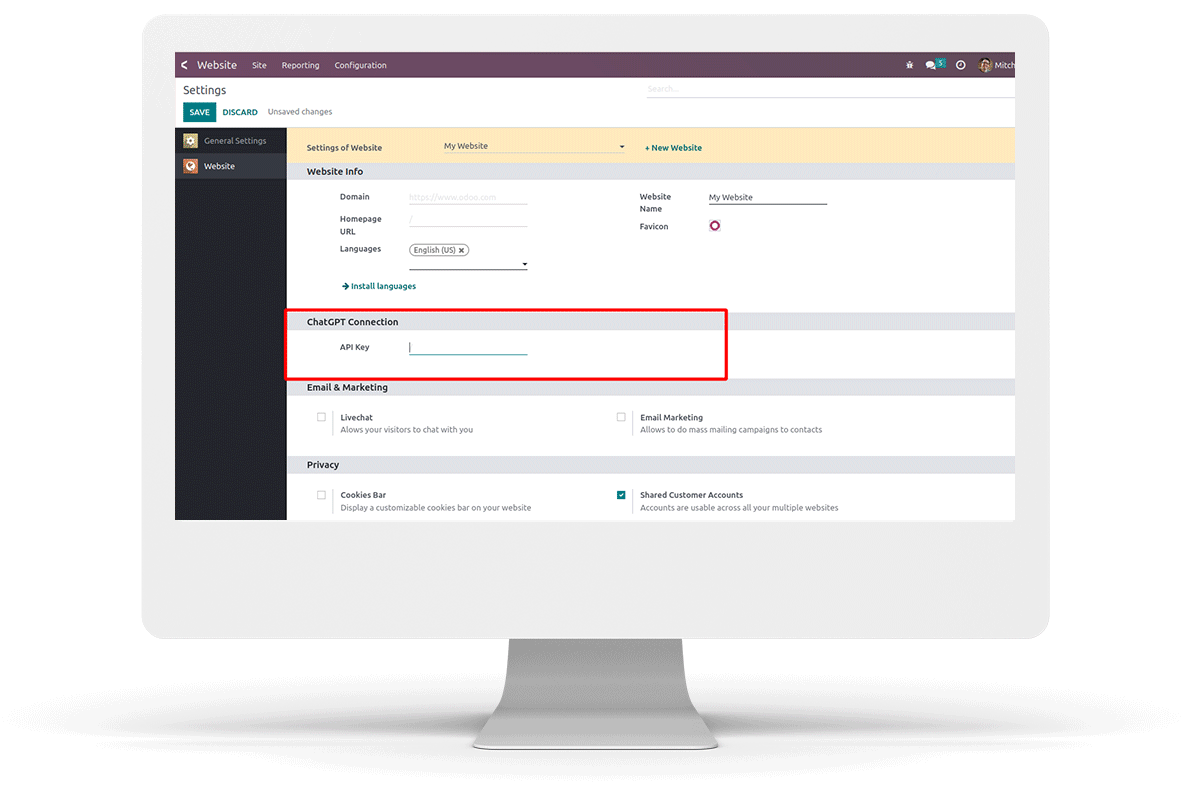 Website Site Reporting Configuration 5 Mitch
Settings
Search...
SAVE DISCARD Unsaved changes
General Settings
Website
Settings of Website My Website + New Website
Website Info
Domain https://www.odoo.com
Website Name My Website
Homepage URL /
Favicon
Languages English (US) ×
Install languages
ChatGPT Connection
API Key
Email & Marketing
Livechat
Allows your visitors to chat with you
Email Marketing
Allows to do mass mailing campaigns to contacts
Privacy
Cookies Bar
Display a customizable cookies bar on your website
Shared Customer Accounts
Accounts are usable across all your multiple websites